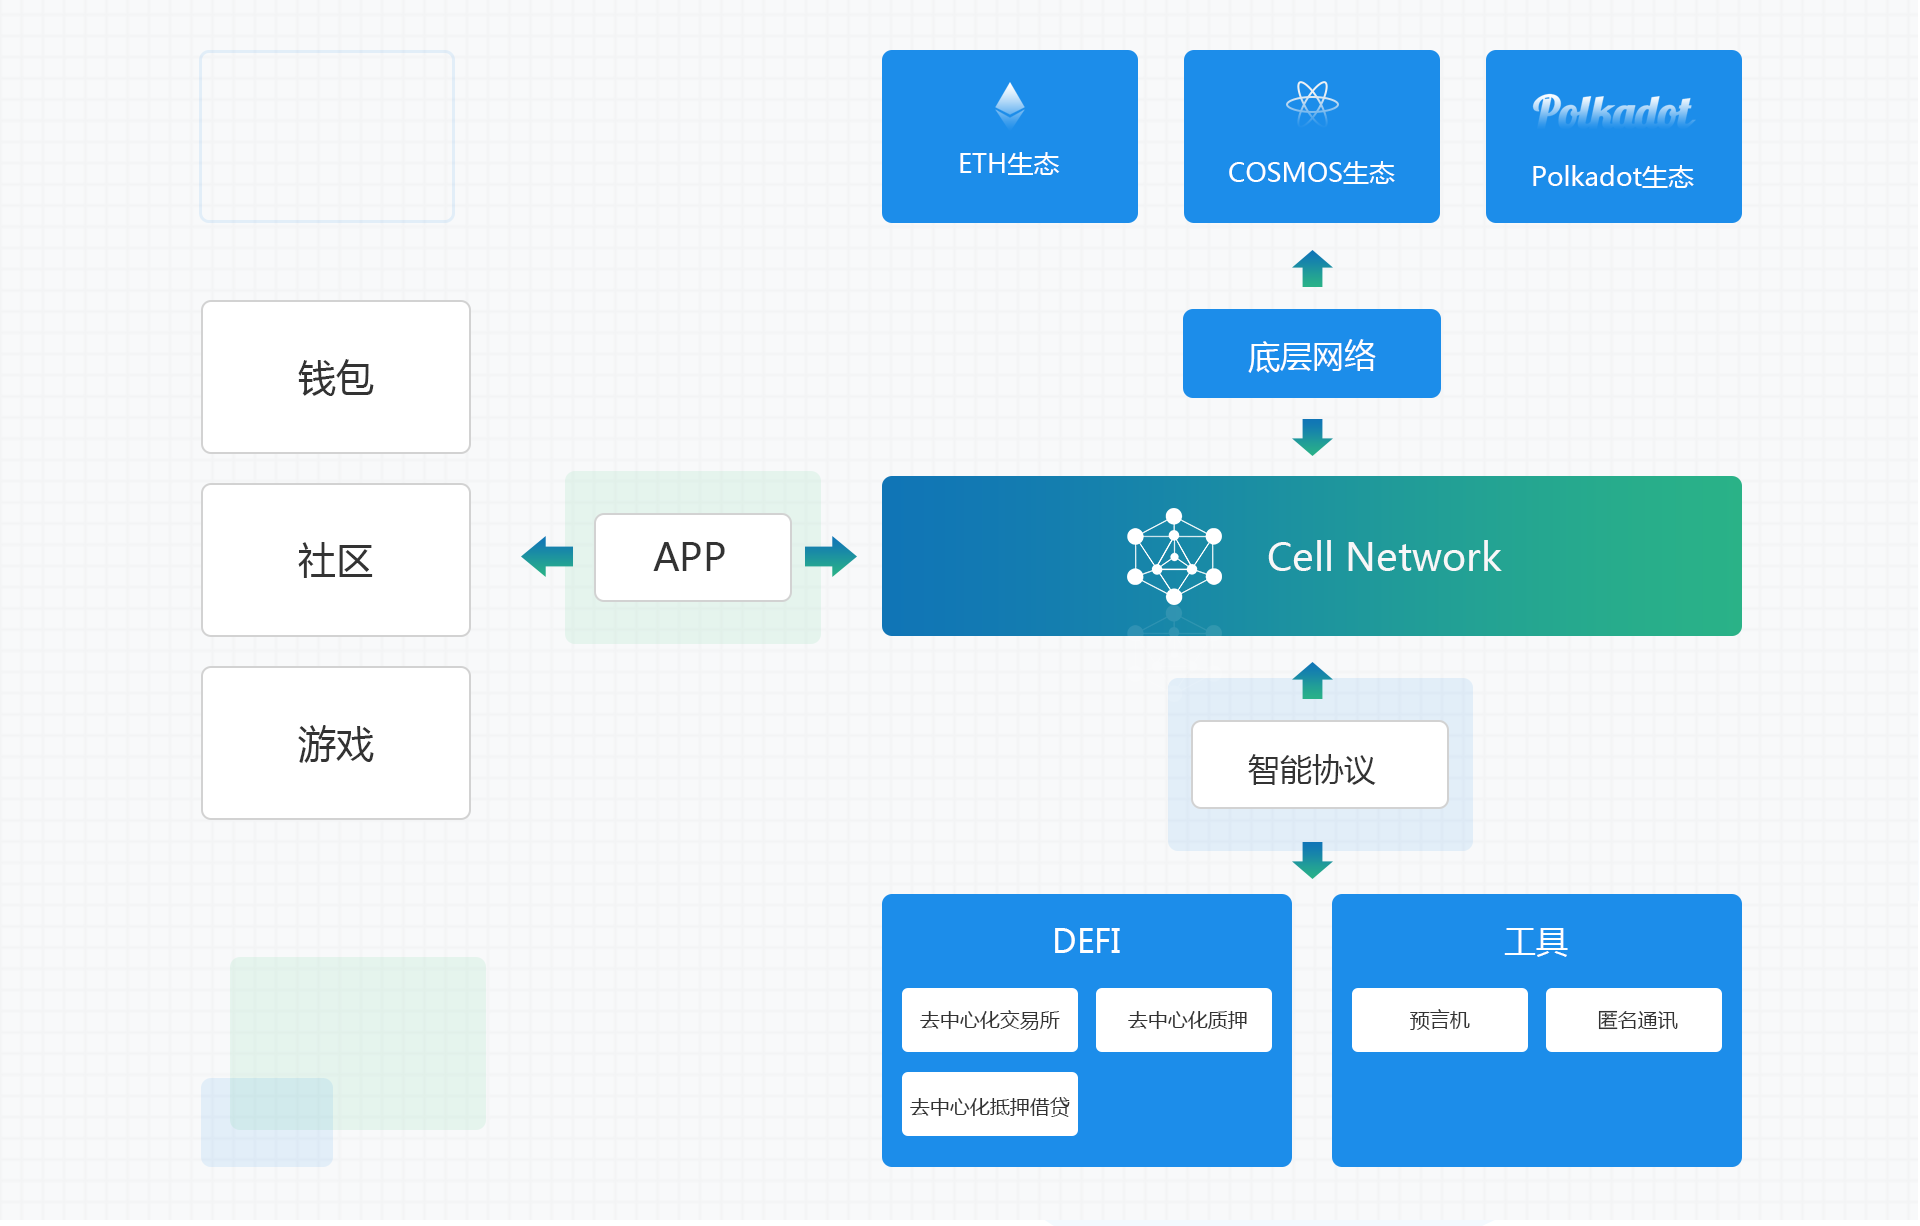 ETH生态
COSMOS生态
Polkadot
Polkadot生态
底层网络
钱包
社区
游戏
APP
Cell Network
智能协议
DEFI
去中心化交易所
去中心化质押
去中心化抵押借贷
工具
预言机
匿名通讯